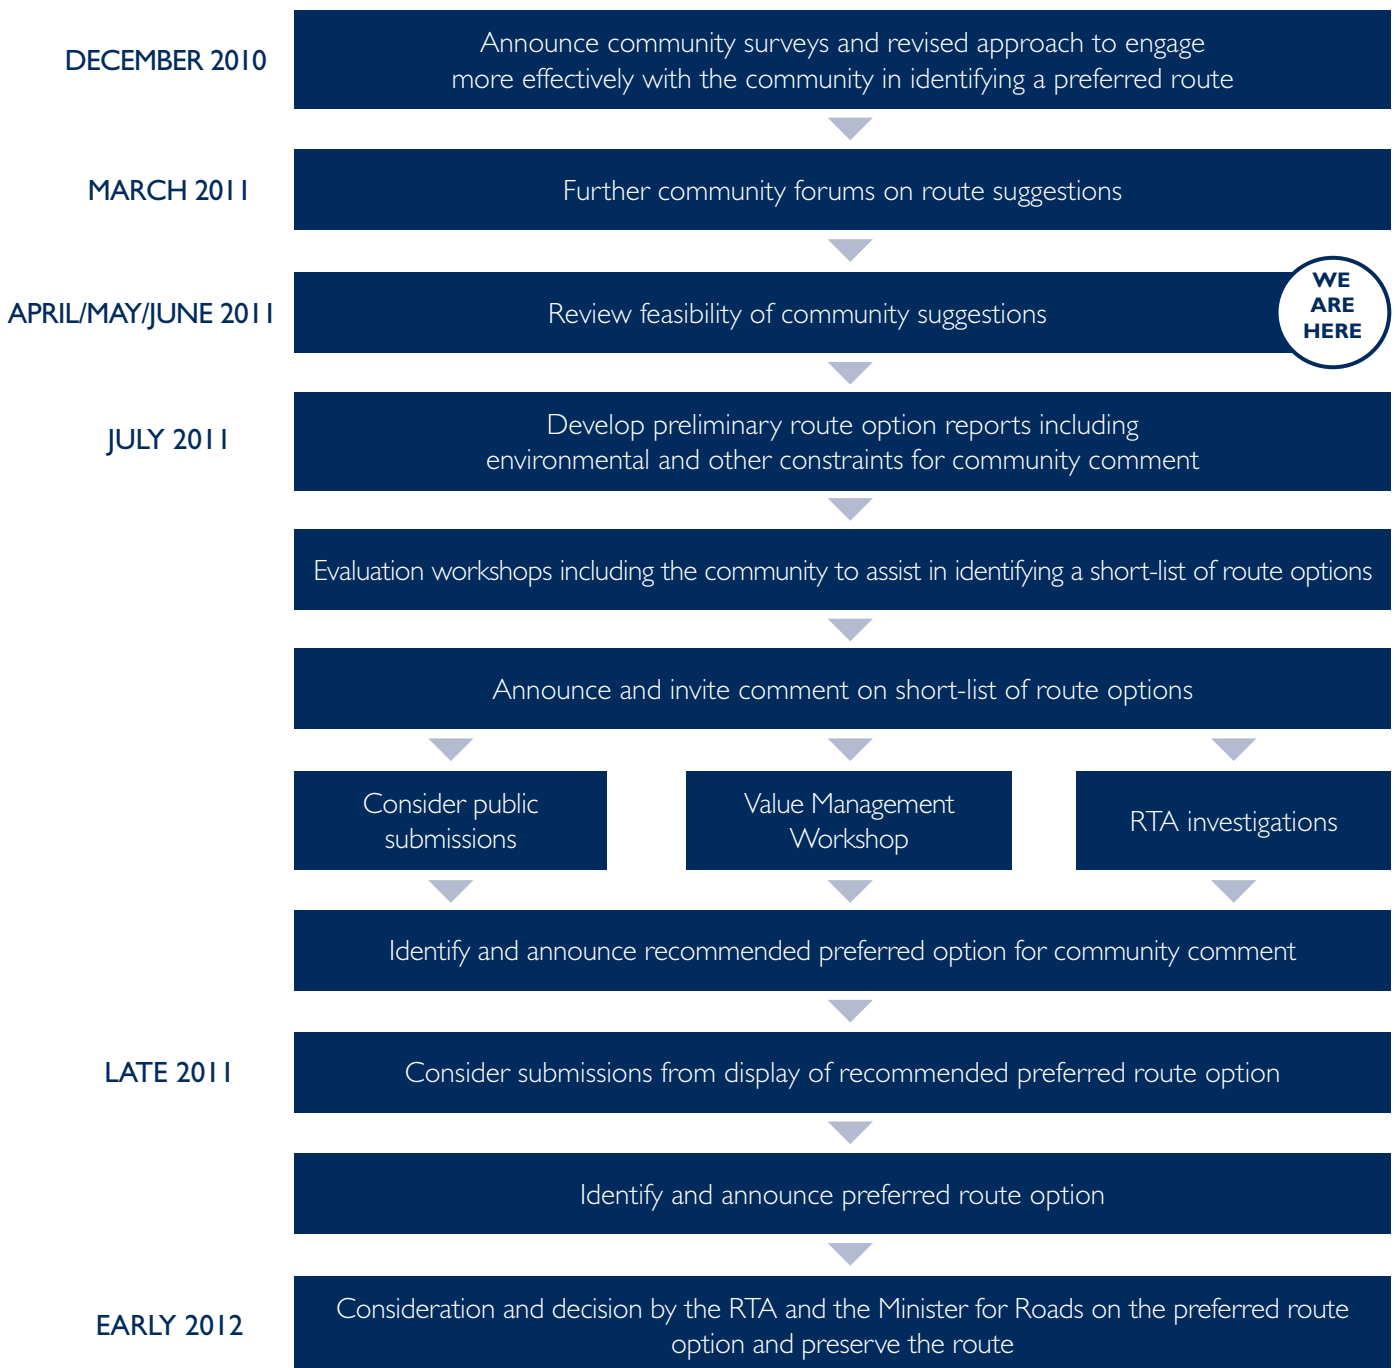 DECEMBER 2010
Announce community surveys and revised approach to engage
more effectively with the community in identifying a preferred route
MARCH 2011
Further community forums on route suggestions
APRIL/MAY/JUNE 2011
Review feasibility of community suggestions
WE
ARE
HERE
JULY 2011
Develop preliminary route option reports including
environmental and other constraints for community comment
Evaluation workshops including the community to assist in identifying a short-list of route options
Announce and invite comment on short-list of route options
Consider public
submissions
Value Management
Workshop
RTA investigations
Identify and announce recommended preferred option for community comment
LATE 2011
Consider submissions from display of recommended preferred route option
Identify and announce preferred route option
EARLY 2012
Consideration and decision by the RTA and the Minister for Roads on the preferred route
option and preserve the route